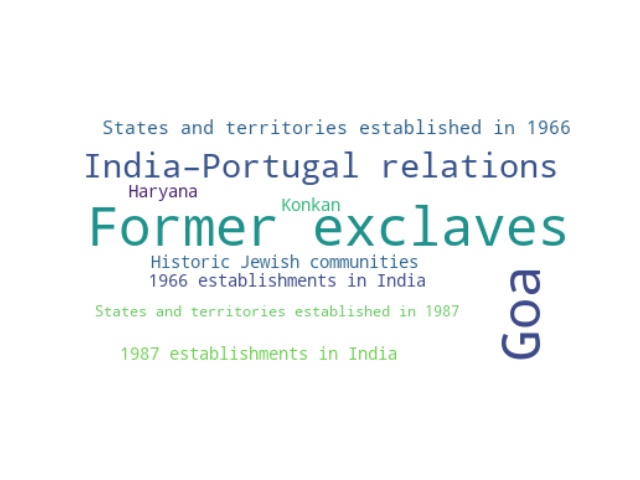 States and territories established in 1966
India–Portugal relations
Haryana
Konkan
Former exclaves
Historic Jewish communities
1966 establishments in India
Goa
States and territories established in 1987
1987 establishments in India